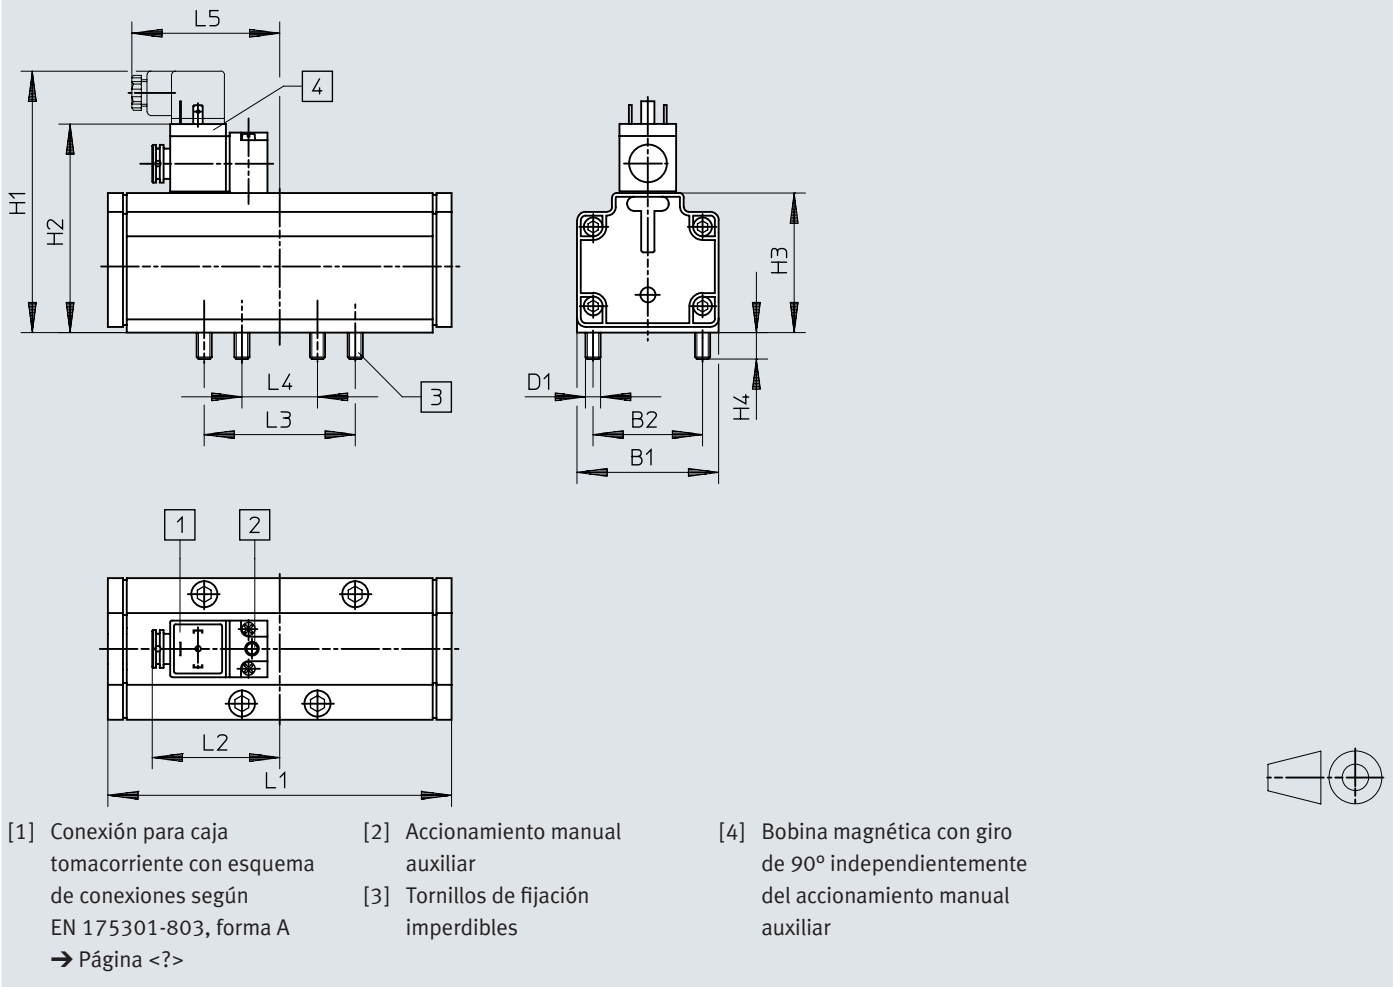 L5
4
H1
H2
H3
L4
3
L3
D1
H4
B2
B1
1
2
L2
L1
[1] Conexión para caja
tomacorriente con esquema
de conexiones según
EN 175301-803, forma A
➔ Página <?>
[2] Accionamiento manual
auxiliar
[3] Tornillos de fijación
imperdibles
[4] Bobina magnética con giro
de 90° independientemente
del accionamiento manual
auxiliar